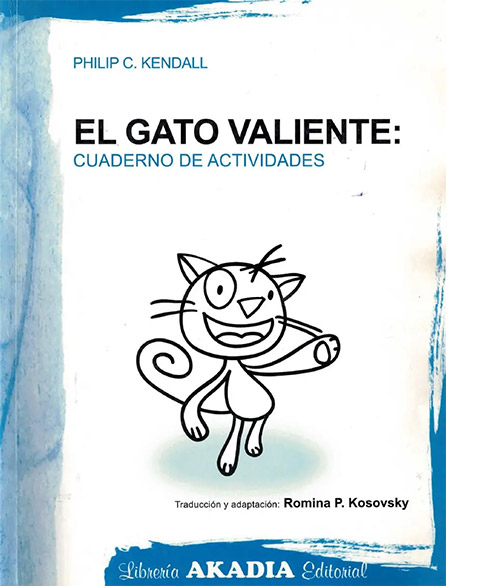 PHILIP C. KENDALL
EL GATO VALIENTE:
CUADERNO DE ACTIVIDADES
Traducción y adaptación: Romina P. Kosovsky
Librería AKADIA Editorial